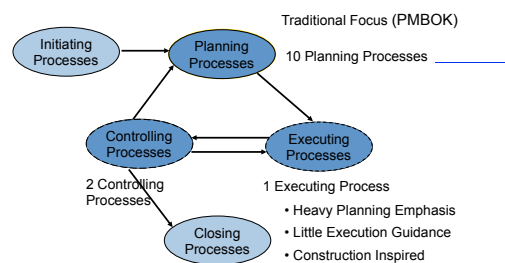 Traditional Focus (PMBOK)
Initiating
Processes
Planning
Processes
10 Planning Processes
Controlling
Processes
Executing
Processes
2 Controlling
Processes
1 Executing Process
• Heavy Planning Emphasis
• Little Execution Guidance
• Construction Inspired
Closing
Processes